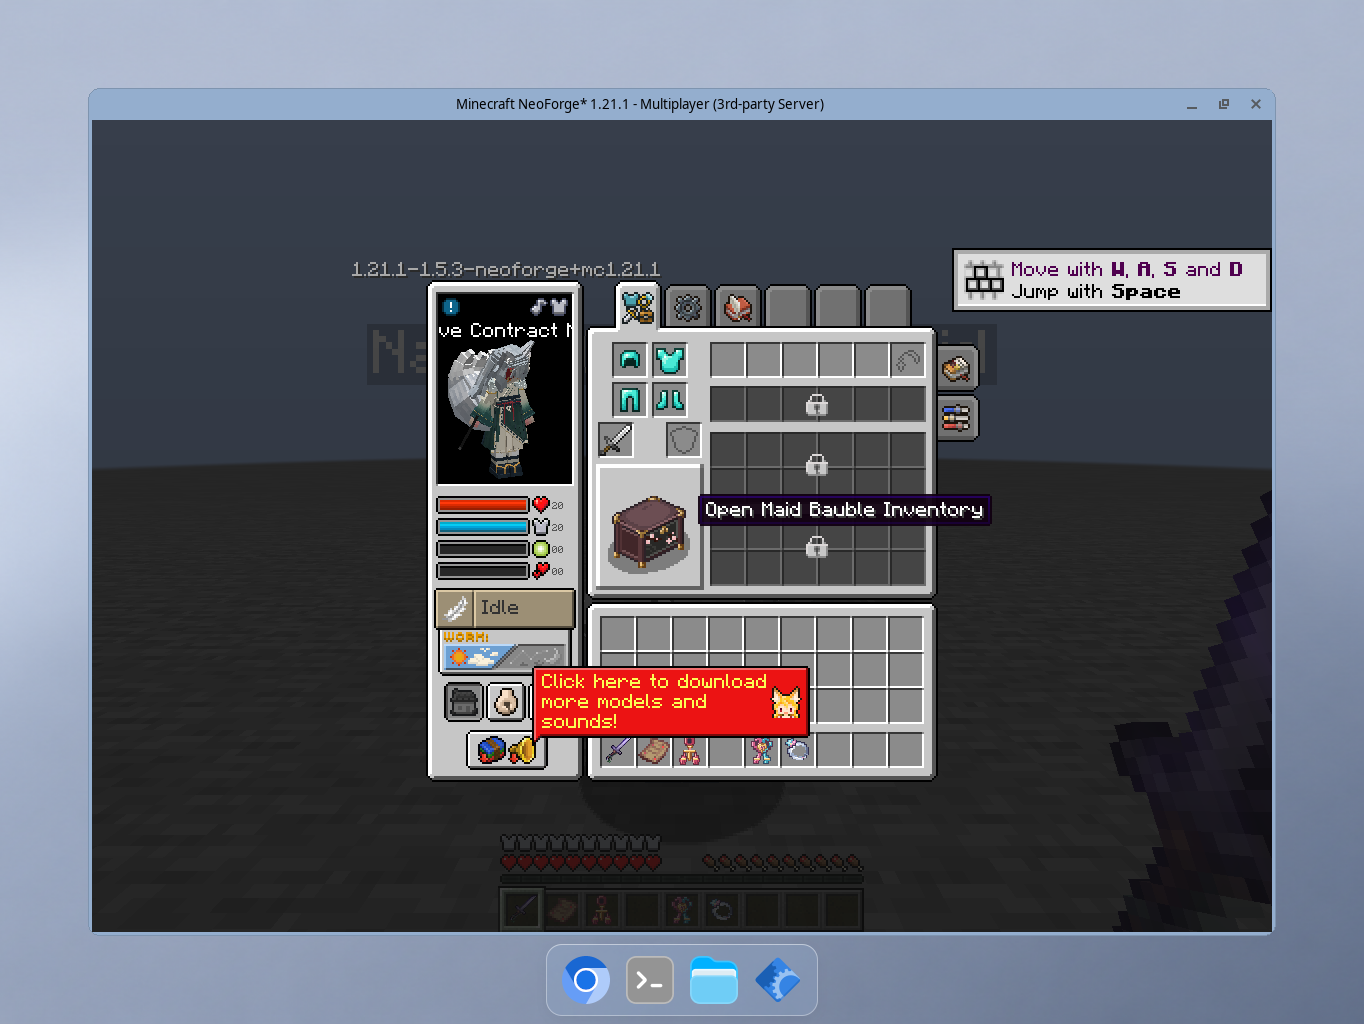 Minecraft NeoForge* 1.21.1 - Multiplayer (3rd-party Server)
1.21.1-1.5.3-neoforge+mc1.21.1
Move with W, A, S and D
Jump with Space
ve Contract
Na
20
20
00
00
Open Maid Bauble Inventory
Idle
WORK:
Click here to download
more models and
sounds!